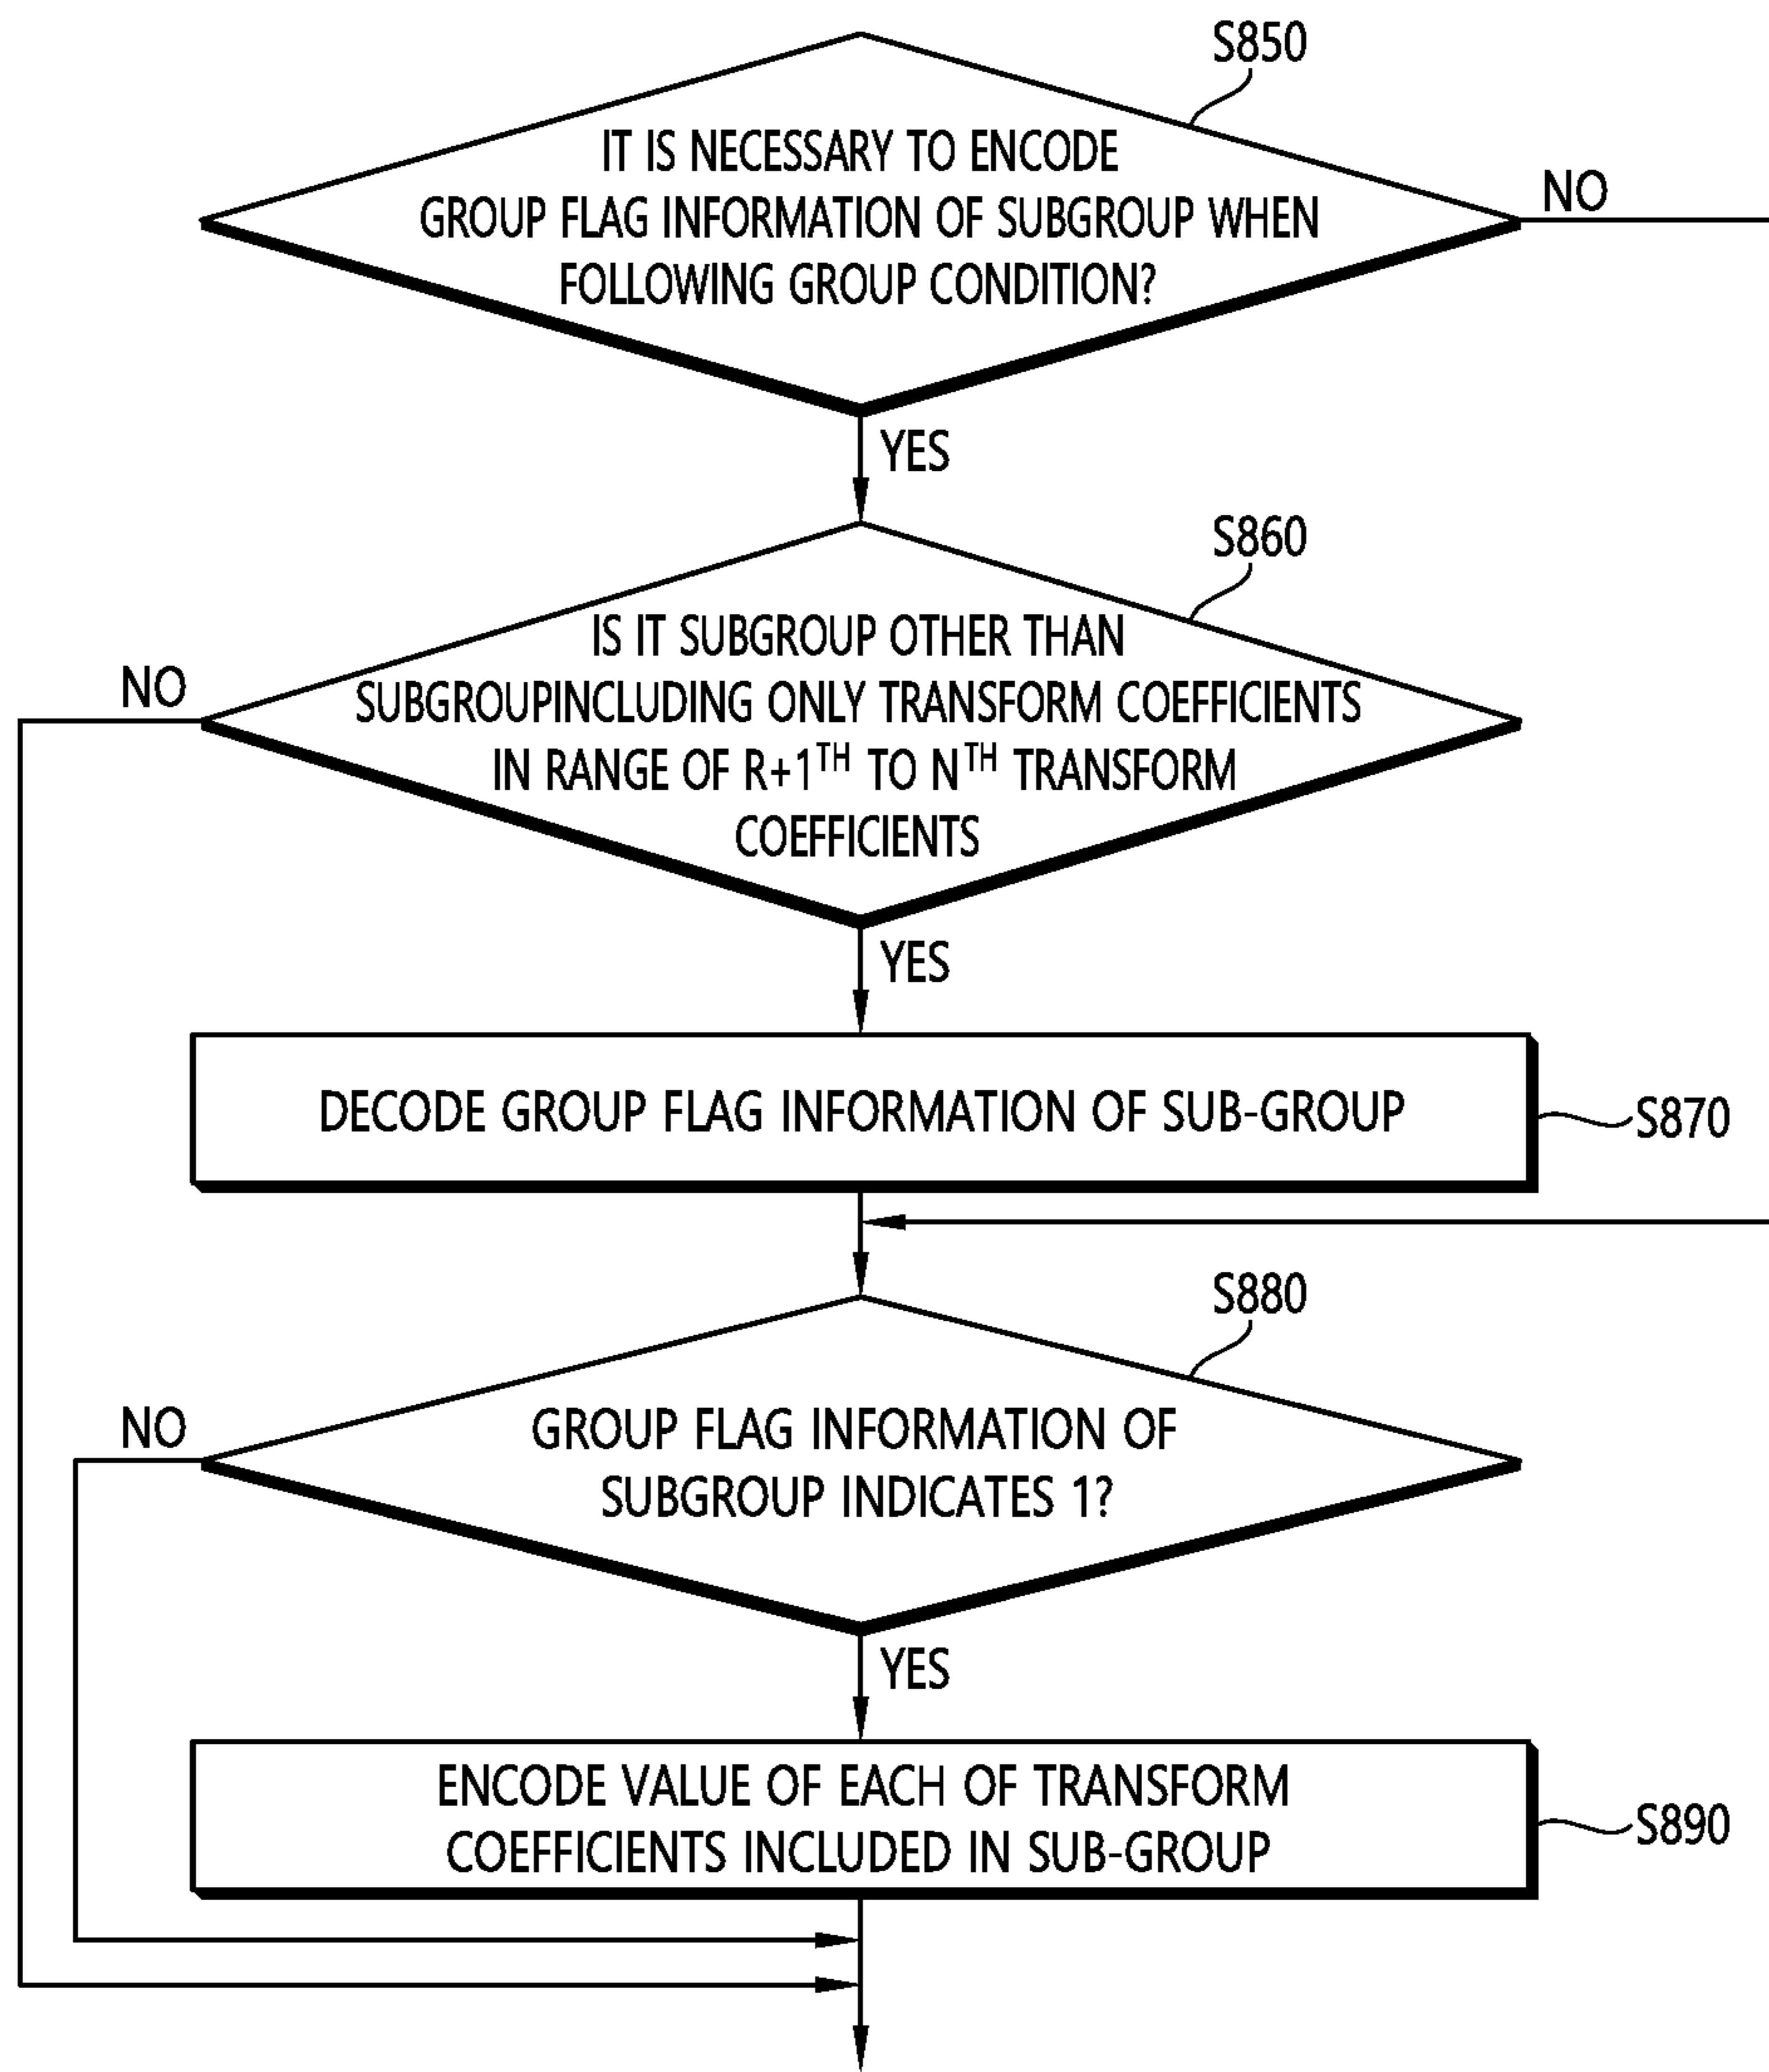 S850
IT IS NECESSARY TO ENCODE
GROUP FLAG INFORMATION OF SUBGROUP WHEN
FOLLOWING GROUP CONDITION?
NO
YES
S860
IS IT SUBGROUP OTHER THAN
SUBGROUPINCLUDING ONLY TRANSFORM COEFFICIENTS
IN RANGE OF R+1TH TO NTH TRANSFORM
COEFFICIENTS
NO
YES
DECODE GROUP FLAG INFORMATION OF SUB-GROUP
S870
S880
GROUP FLAG INFORMATION OF
SUBGROUP INDICATES 1?
NO
YES
ENCODE VALUE OF EACH OF TRANSFORM
COEFFICIENTS INCLUDED IN SUB-GROUP
S890